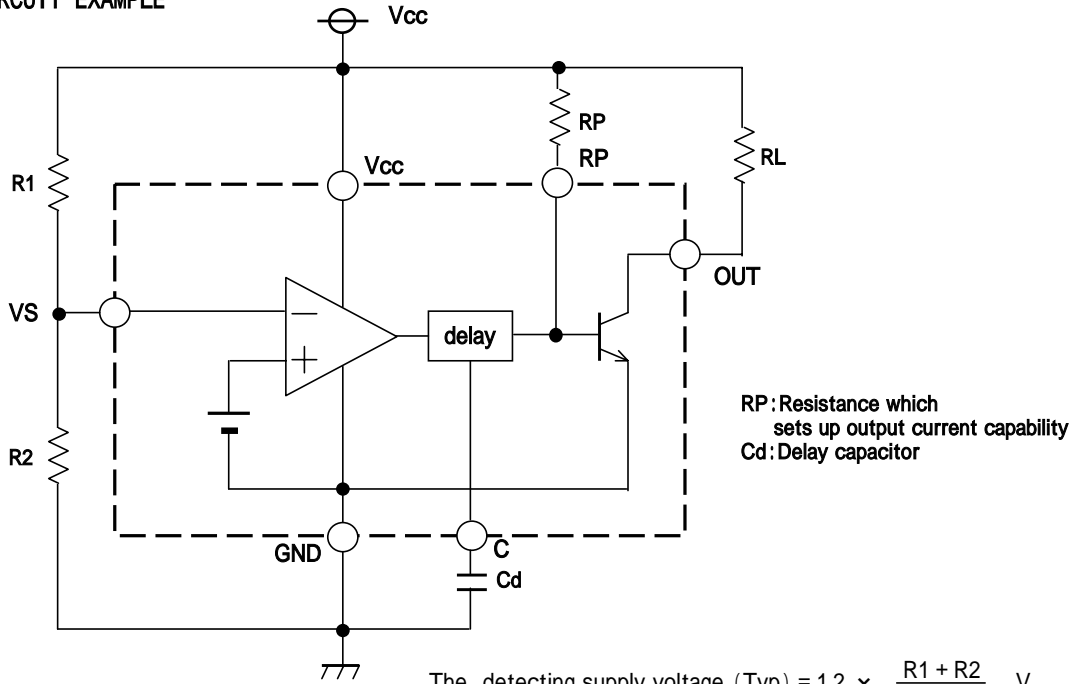 EXAMPLE
Vcc
RP
RL
Vcc
RP
R1
OUT
VS
−
delay
+
RP:Resistance which
sets up output current capability
Cd:Delay capacitor
R2
GND
C
Cd
R1 + R2
The detecting supply voltage (Typ) = 1.2 × V